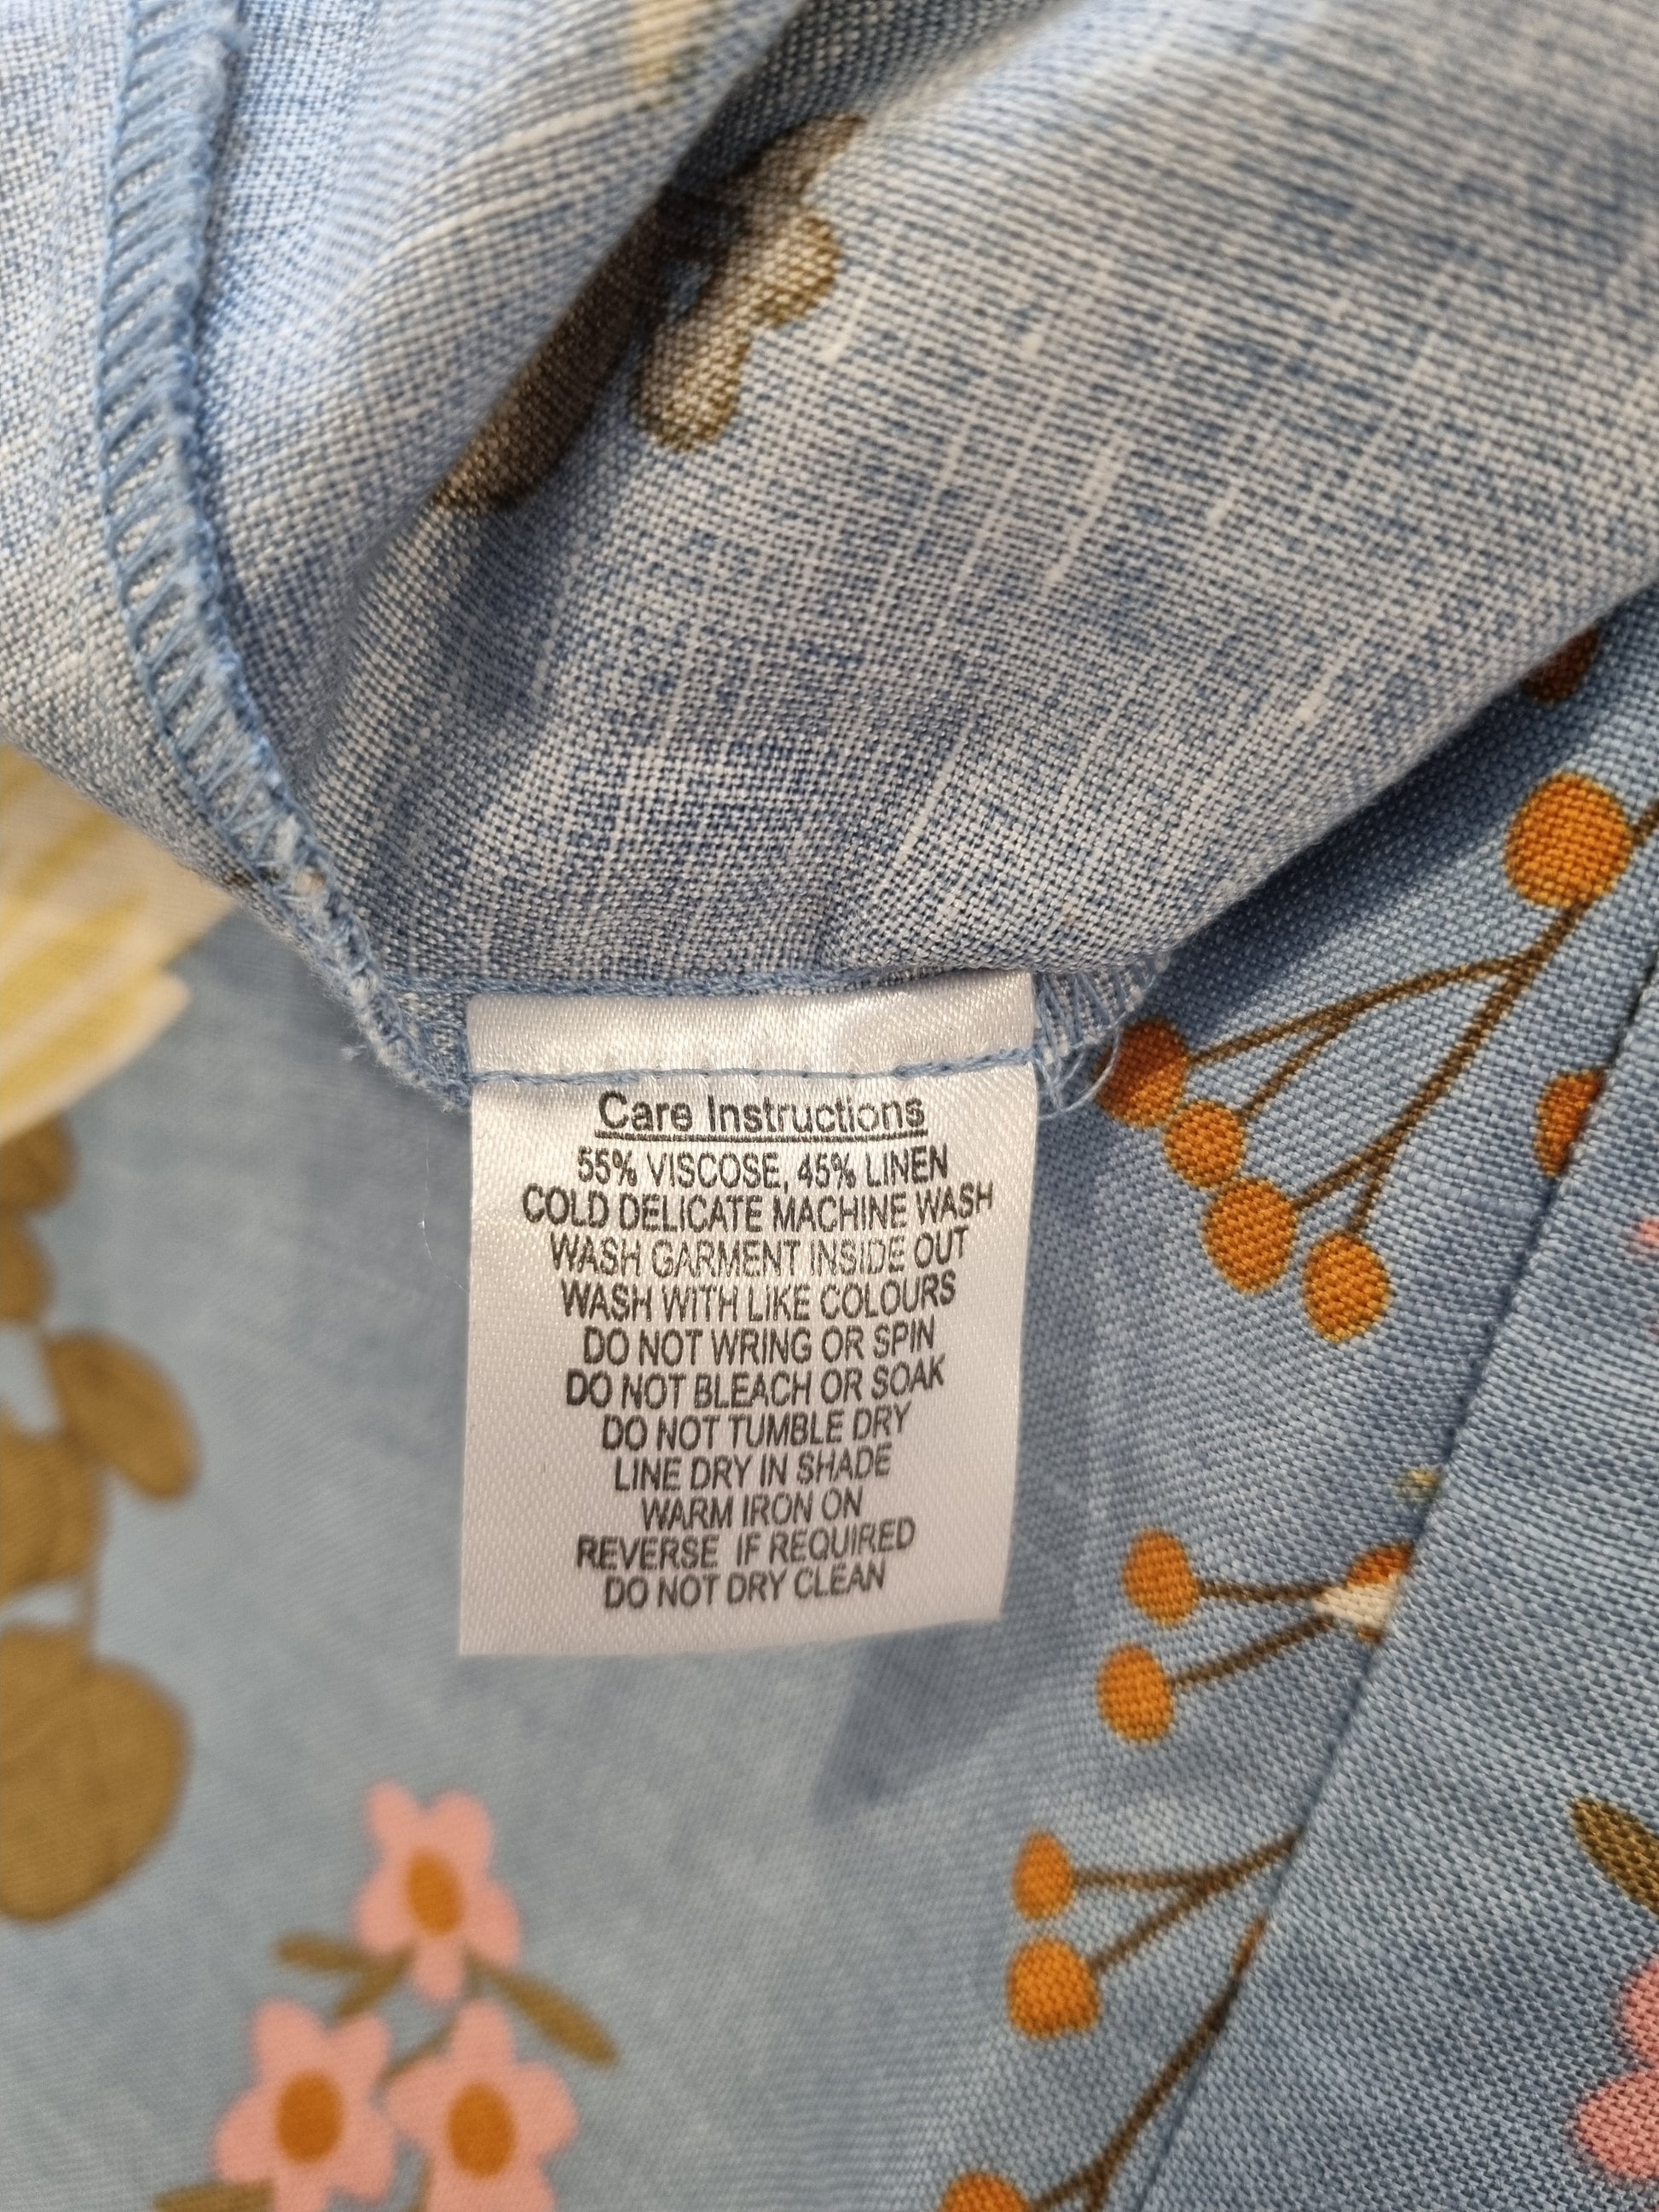 Care Instructions
55% VISCOSE, 45% LINEN
COLD DELICATE MACHINE WASH
WASH GARMENT INSIDE OUT
WASH WITH LIKE COLOURS
DO NOT WRING OR SPIN
DO NOT BLEACH OR SOAK
DO NOT TUMBLE DRY
LINE DRY IN SHADE
WARM IRON ON
REVERSE IF REQUIRED
DO NOT DRY CLEAN